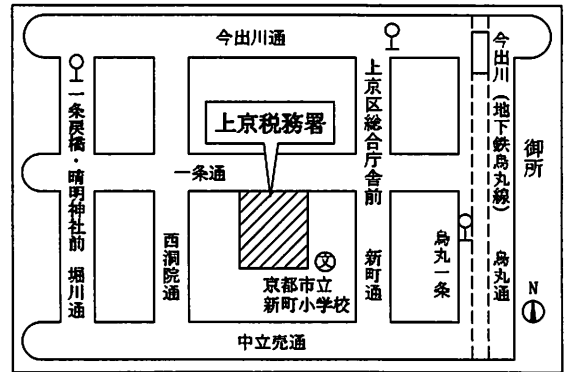 今出川通
一条戻橋・晴明神社前
堀川通
上京区総合庁舎前
今出川(地下鉄烏丸線)
御所
上京税務署
一条通
西洞院通
文
京都市立
新町小学校
新町通
烏丸一条
烏丸通
N
中立売通